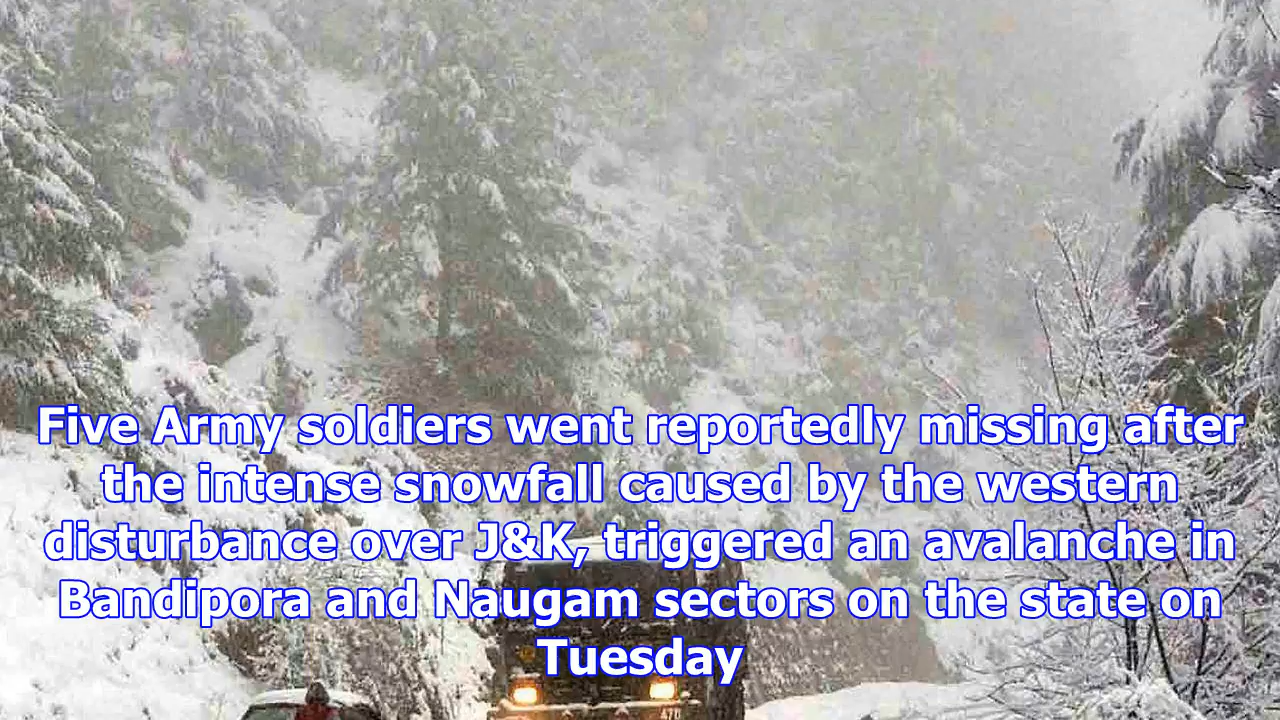 Five Army soldiers went reportedly missing after
the intense snowfall caused by the western
disturbance over J&K, triggered an avalanche in
Bandipora and Naugam sectors on the state on
Tuesday